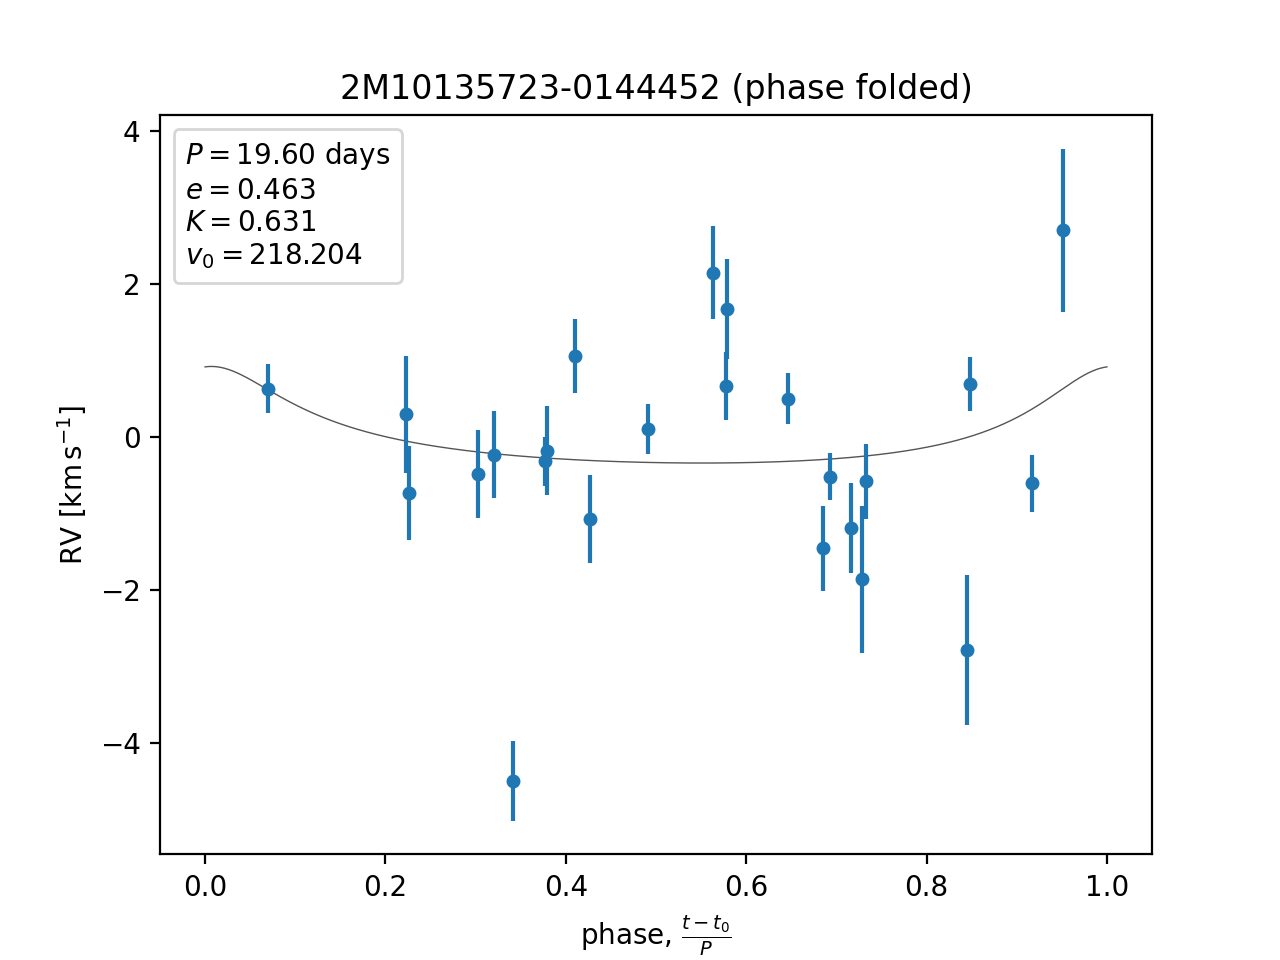 2M10135723-0144452 (phase folded)
P = 19.60 days
e = 0.463
K = 0.631
v₀ = 218.204
4
2
0
−2
−4
RV [km s⁻¹]
0.0 0.2 0.4 0.6 0.8 1.0
phase, (t − t₀)/P